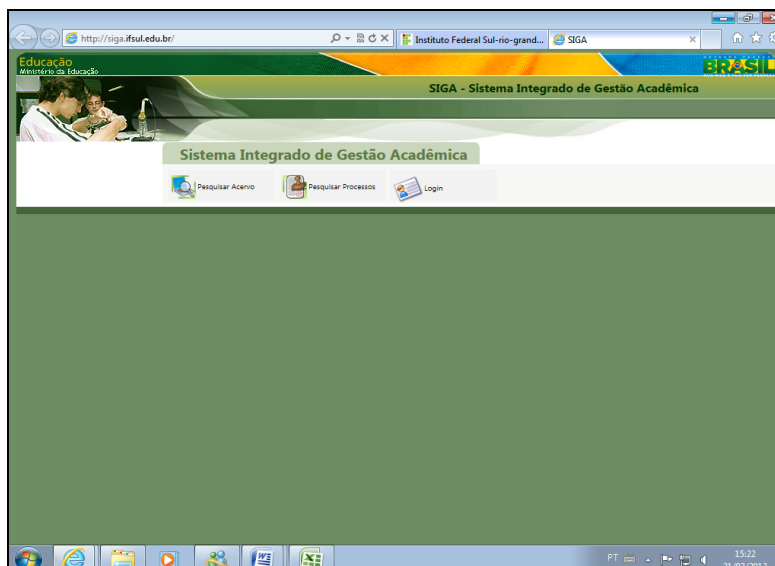 http://siga.ifsul.edu.br/
Instituto Federal Sul-rio-grand...
SIGA
Educação
Ministério da Educação
BRASIL
SIGA - Sistema Integrado de Gestão Acadêmica
Sistema Integrado de Gestão Acadêmica
Pesquisar Acervo
Pesquisar Processos
Login
PT
15:22